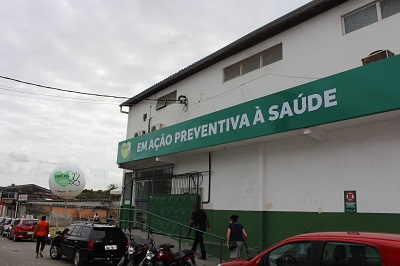 EM AÇÃO PREVENTIVA À SAÚDE